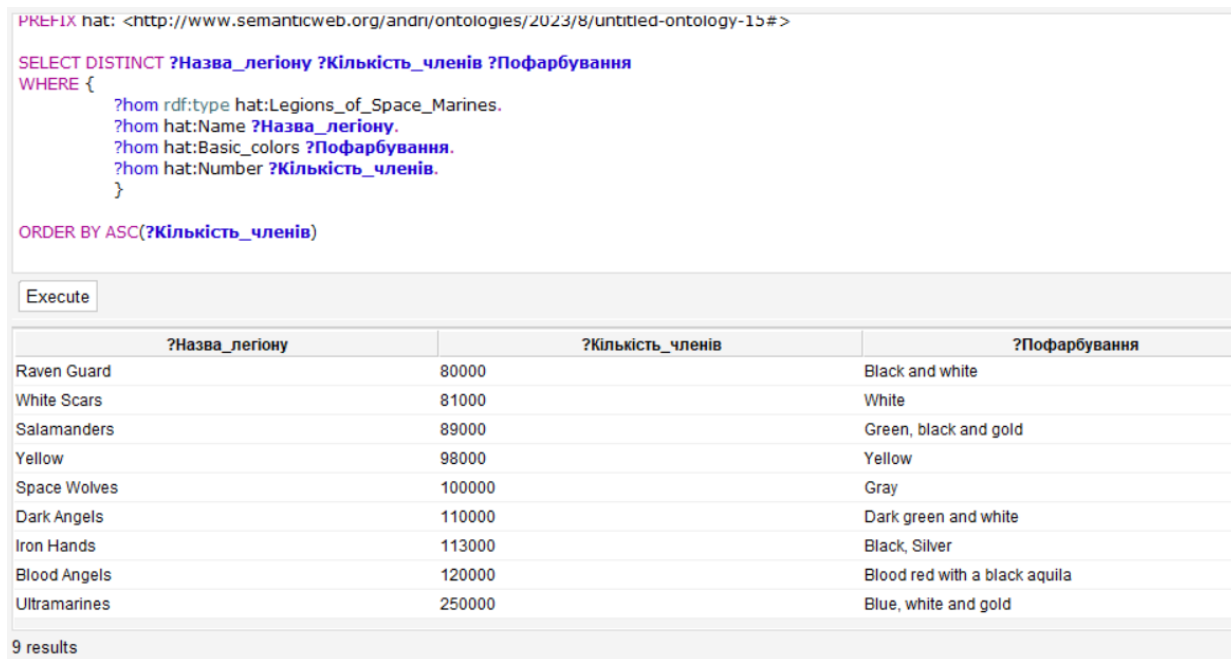 PREFIX hat: <http://www.semanticweb.org/andri/ontologies/2023/8/untitled-ontology-15#>
SELECT DISTINCT ?Назва_легіону ?Кількість_членів ?Пофарбування
WHERE {
?hom rdf:type hat:Legions_of_Space_Marines.
?hom hat:Name ?Назва_легіону.
?hom hat:Basic_colors ?Пофарбування.
?hom hat:Number ?Кількість_членів.
}
ORDER BY ASC(?Кількість_членів)
Execute
?Назва_легіону ?Кількість_членів ?Пофарбування
Raven Guard 80000 Black and white
White Scars 81000 White
Salamanders 89000 Green, black and gold
Yellow 98000 Yellow
Space Wolves 100000 Gray
Dark Angels 110000 Dark green and white
Iron Hands 113000 Black, Silver
Blood Angels 120000 Blood red with a black aquila
Ultramarines 250000 Blue, white and gold
9 results